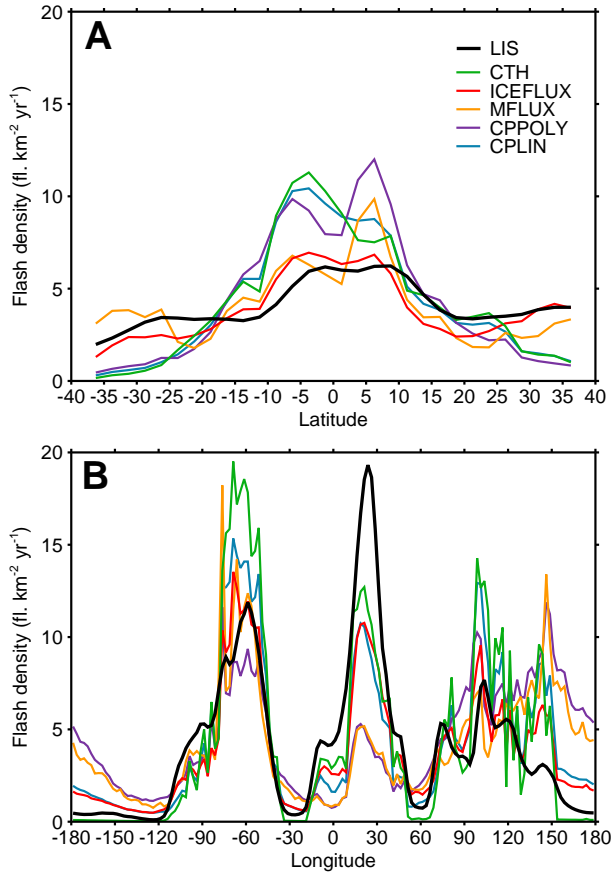 A
20
15
10
5
0
Flash density (fl. km-2 yr-1)
LIS
CTH
ICEFLUX
MFLUX
CPPOLY
CPLIN
-40 -35 -30 -25 -20 -15 -10 -5 0 5 10 15 20 25 30 35 40
Latitude
B
20
15
10
5
0
Flash density (fl. km-2 yr-1)
-180 -150 -120 -90 -60 -30 0 30 60 90 120 150 180
Longitude